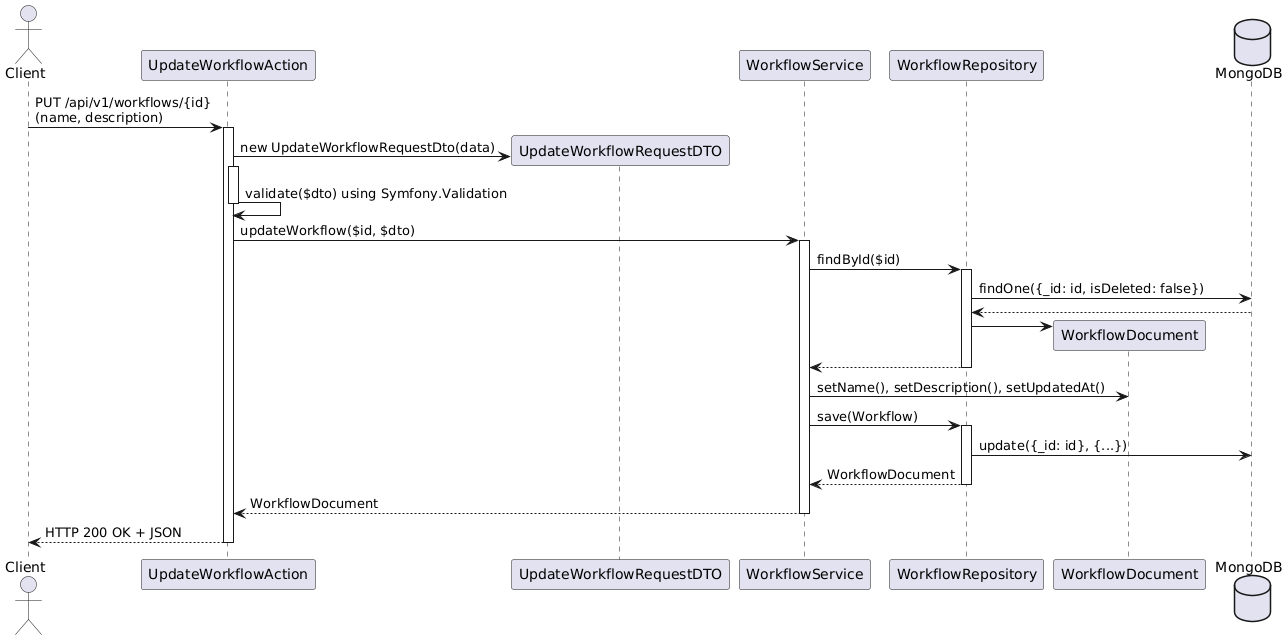 Client
UpdateWorkflowAction
WorkflowService
WorkflowRepository
MongoDB
PUT /api/v1/workflows/{id}
(name, description)
new UpdateWorkflowRequestDto(data)
UpdateWorkflowRequestDTO
validate($dto) using Symfony.Validation
updateWorkflow($id, $dto)
findById($id)
findOne({_id: id, isDeleted: false})
WorkflowDocument
setName(), setDescription(), setUpdatedAt()
save(Workflow)
update({_id: id}, {...})
WorkflowDocument
WorkflowDocument
HTTP 200 OK + JSON
Client
UpdateWorkflowAction
UpdateWorkflowRequestDTO
WorkflowService
WorkflowRepository
WorkflowDocument
MongoDB